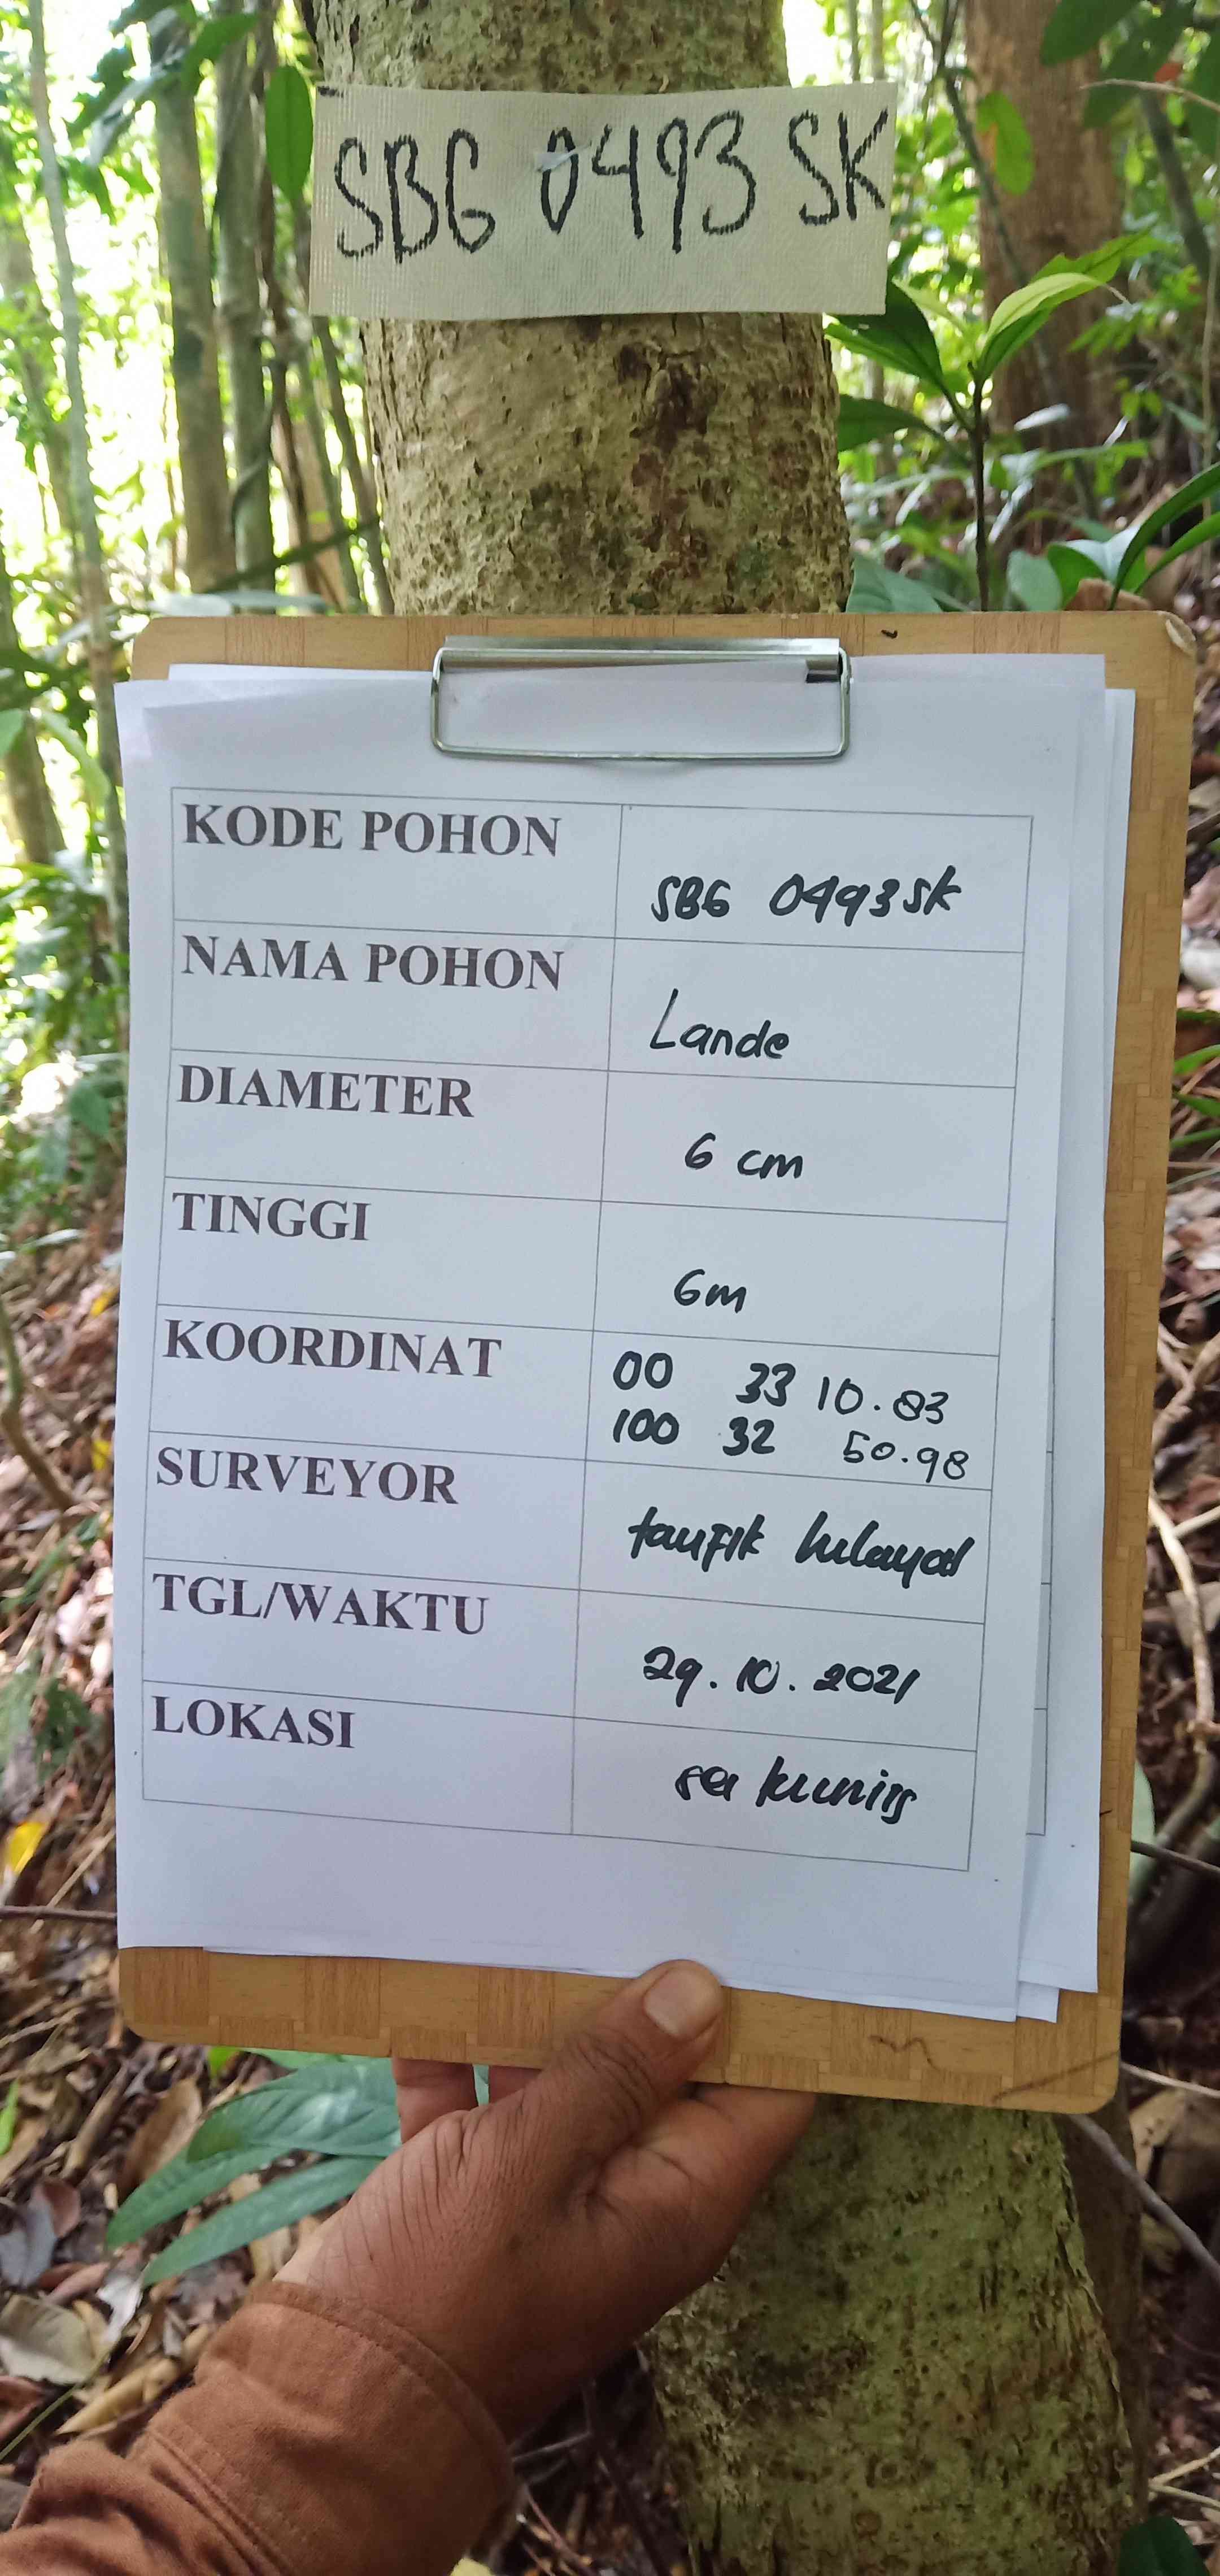 SBG 0493 SK
KODE POHON
SBG 0493 SK
NAMA POHON
Lande
DIAMETER
6 cm
TINGGI
6m
KOORDINAT
00 33 10.83
100 32 50.98
SURVEYOR
taufik hidayat
TGL/WAKTU
29.10.2021
LOKASI
sei kuning